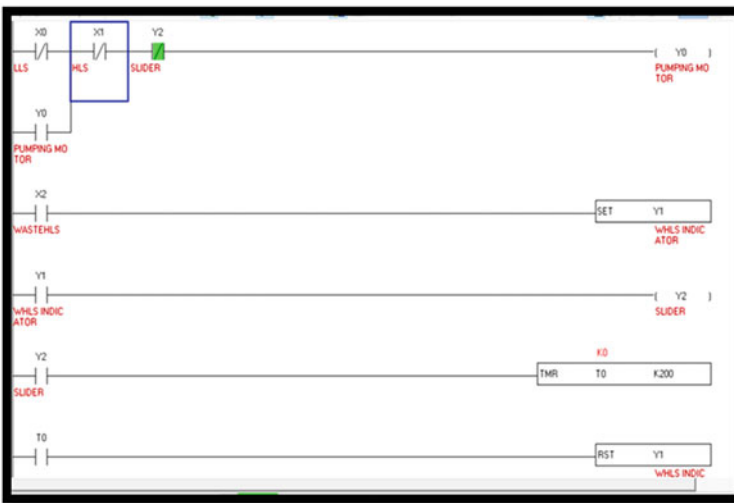 X0 X1 Y2
LLS HLS SLIDER
( Y0 )
PUMPING MO
TOR
Y0
PUMPING MO
TOR
X2
WASTEHLS
SET Y1
WHLS INDIC
ATOR
Y1
WHLS INDIC
ATOR
( Y2 )
SLIDER
Y2
SLIDER
K0
TMR T0 K200
T0
RST Y1
WHLS INDIC